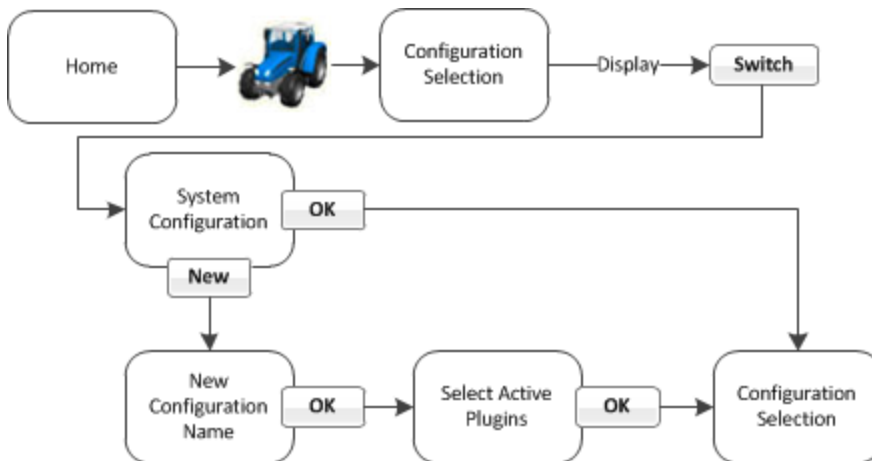 Home
Configuration
Selection
Display
Switch
System
Configuration
OK
New
New
Configuration
Name
OK
Select Active
Plugins
OK
Configuration
Selection